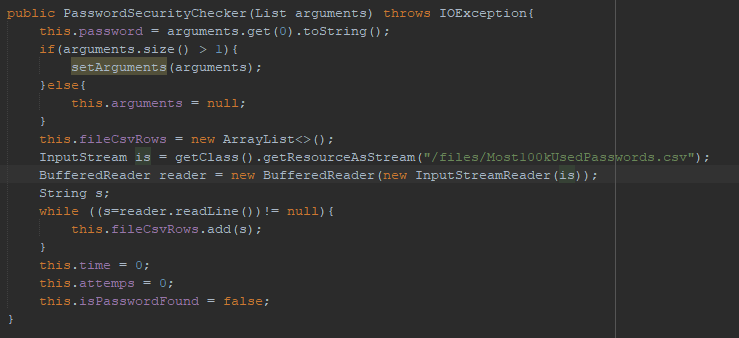 public PasswordSecurityChecker(List arguments) throws IOException{
    this.password = arguments.get(0).toString();
    if(arguments.size() > 1){
        setArguments(arguments);
    }else{
        this.arguments = null;
    }
    this.fileCsvRows = new ArrayList<>();
    InputStream is = getClass().getResourceAsStream("/files/Most100kUsedPasswords.csv");
    BufferedReader reader = new BufferedReader(new InputStreamReader(is));
    String s;
    while ((s=reader.readLine())!= null){
        this.fileCsvRows.add(s);
    }
    this.time = 0;
    this.attemps = 0;
    this.isPasswordFound = false;
}